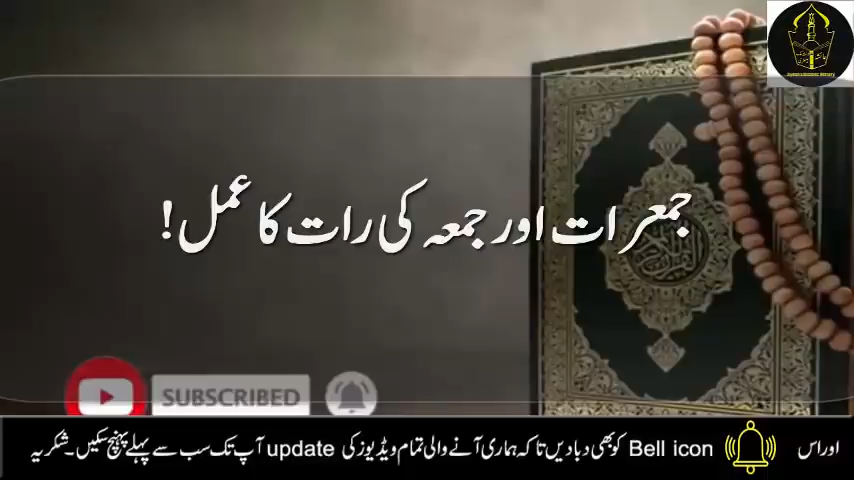 جمعرات اور جمعہ کی رات کا عمل!
SUBSCRIBED
اور اس Bell icon کو بھی دبا دیں تا کہ ہماری آنے والی تمام ویڈیوز کی update آپ تک سب سے پہلے پہنچ سکیں۔ شکریہ